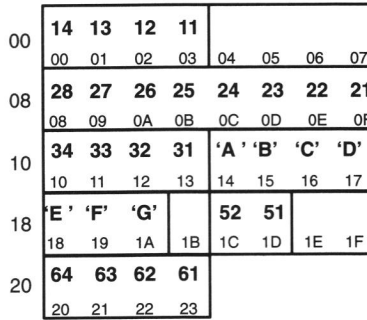 14 13 12 11
00
00 01 02 03 04 05 06 07
28 27 26 25 24 23 22 21
08
08 09 0A 0B 0C 0D 0E 0F
34 33 32 31 'A' 'B' 'C' 'D'
10
10 11 12 13 14 15 16 17
'E' 'F' 'G' 52 51
18
18 19 1A 1B 1C 1D 1E 1F
64 63 62 61
20
20 21 22 23